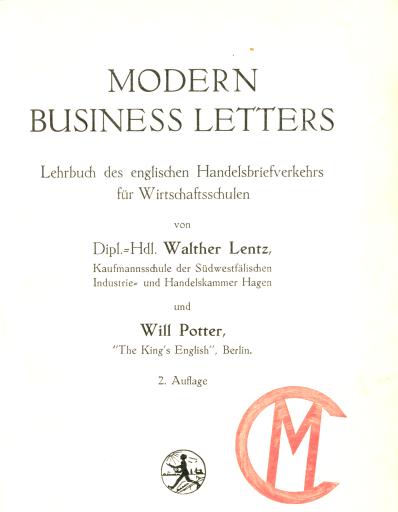 MODERN
BUSINESS LETTERS
Lehrbuch des englischen Handelsbriefverkehrs
für Wirtschaftsschulen
von
Dipl.=Hdl. Walther Lentz,
Kaufmannsschule der Südwestfälischen
Industrie= und Handelskammer Hagen
und
Will Potter,
"The King's English", Berlin.
2. Auflage
CM